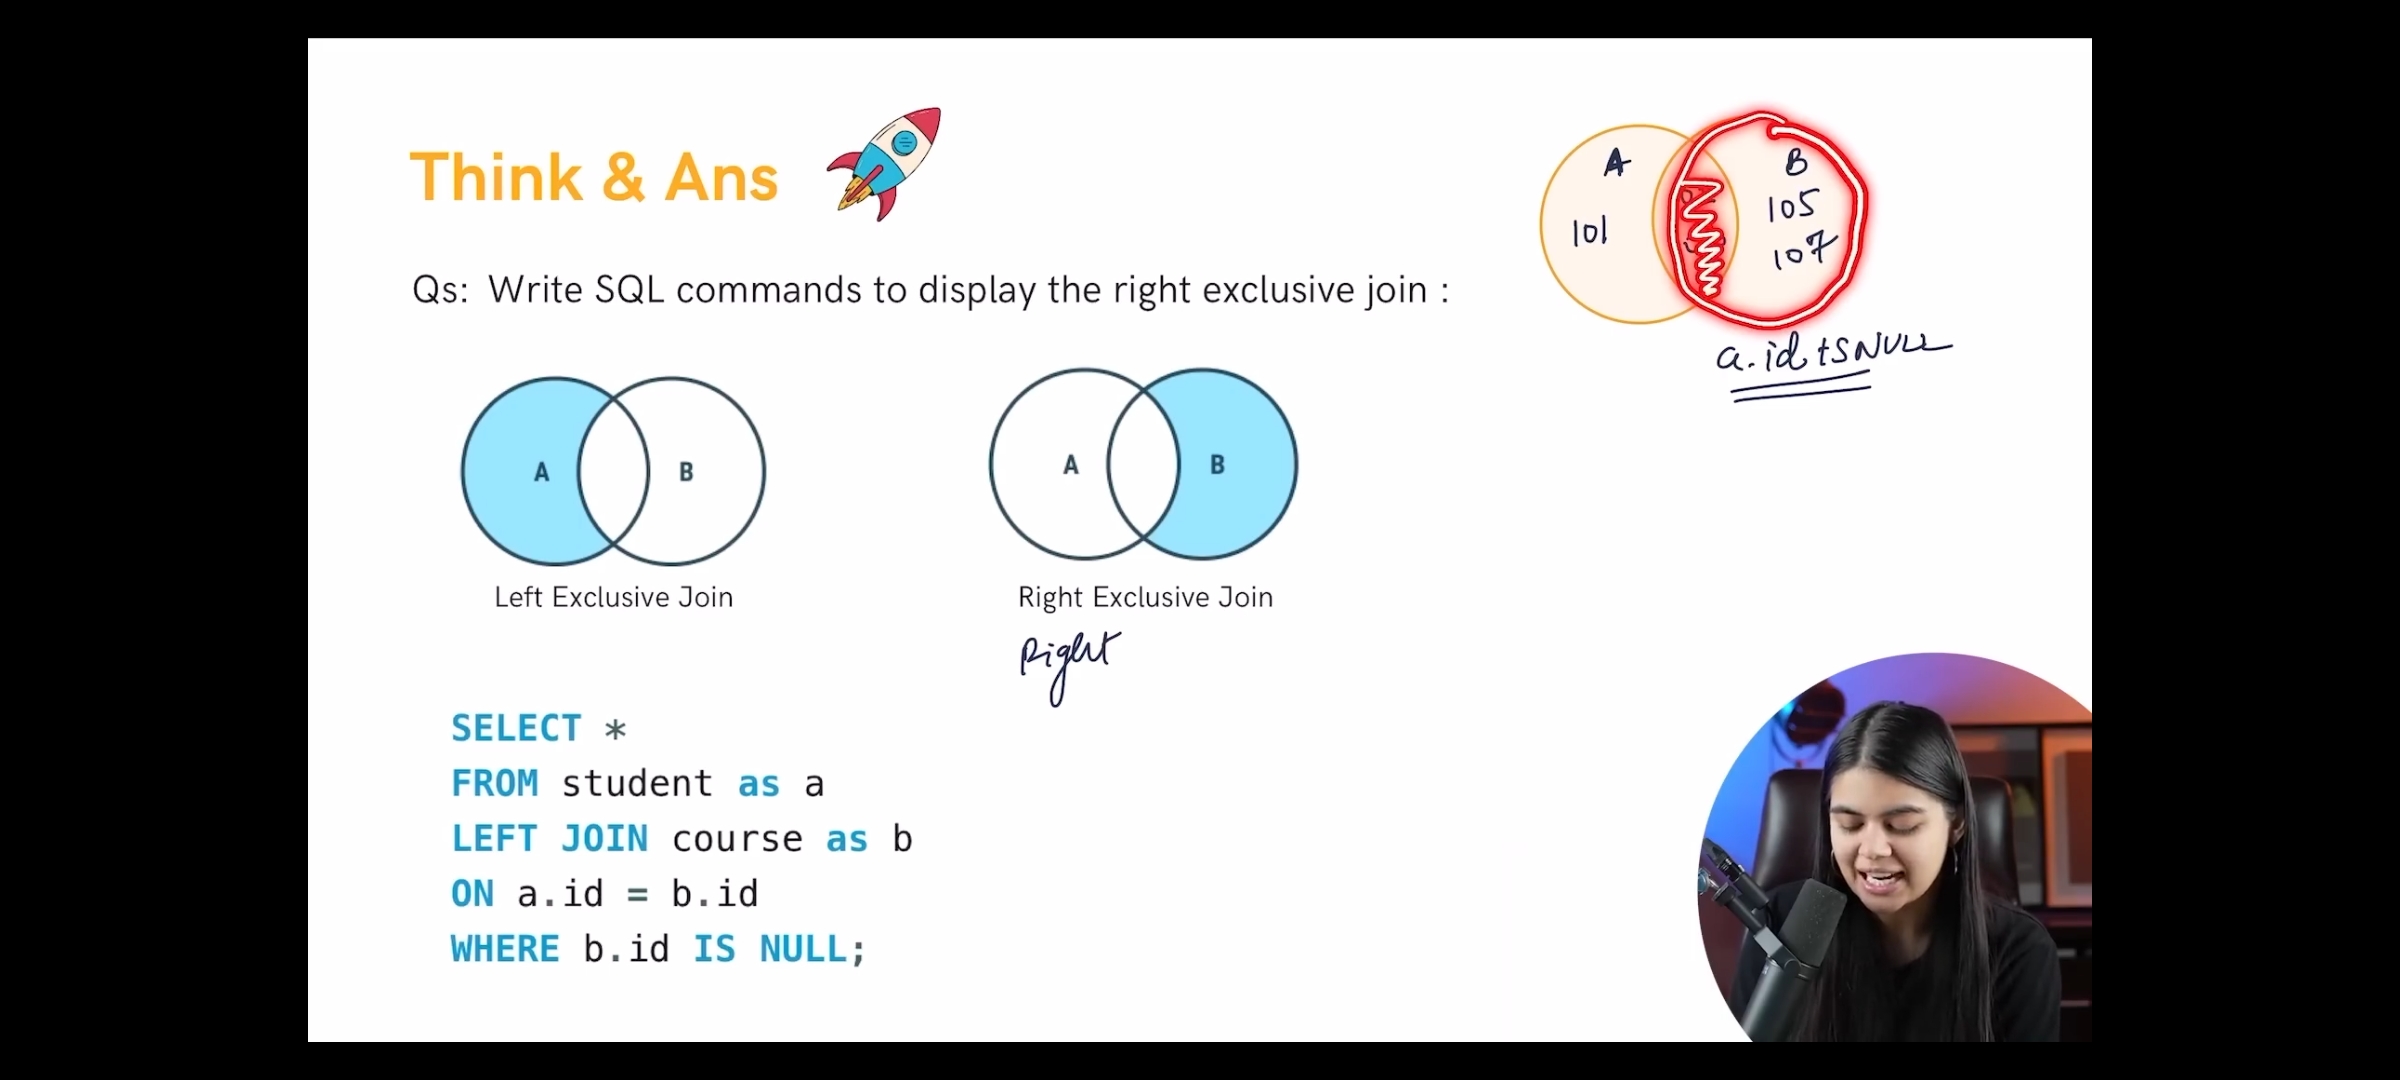 Think & Ans
Qs: Write SQL commands to display the right exclusive join :
A
B
101
105
107
a.id IS NULL
A
B
Left Exclusive Join
A
B
Right Exclusive Join
Right
SELECT *
FROM student as a
LEFT JOIN course as b
ON a.id = b.id
WHERE b.id IS NULL;